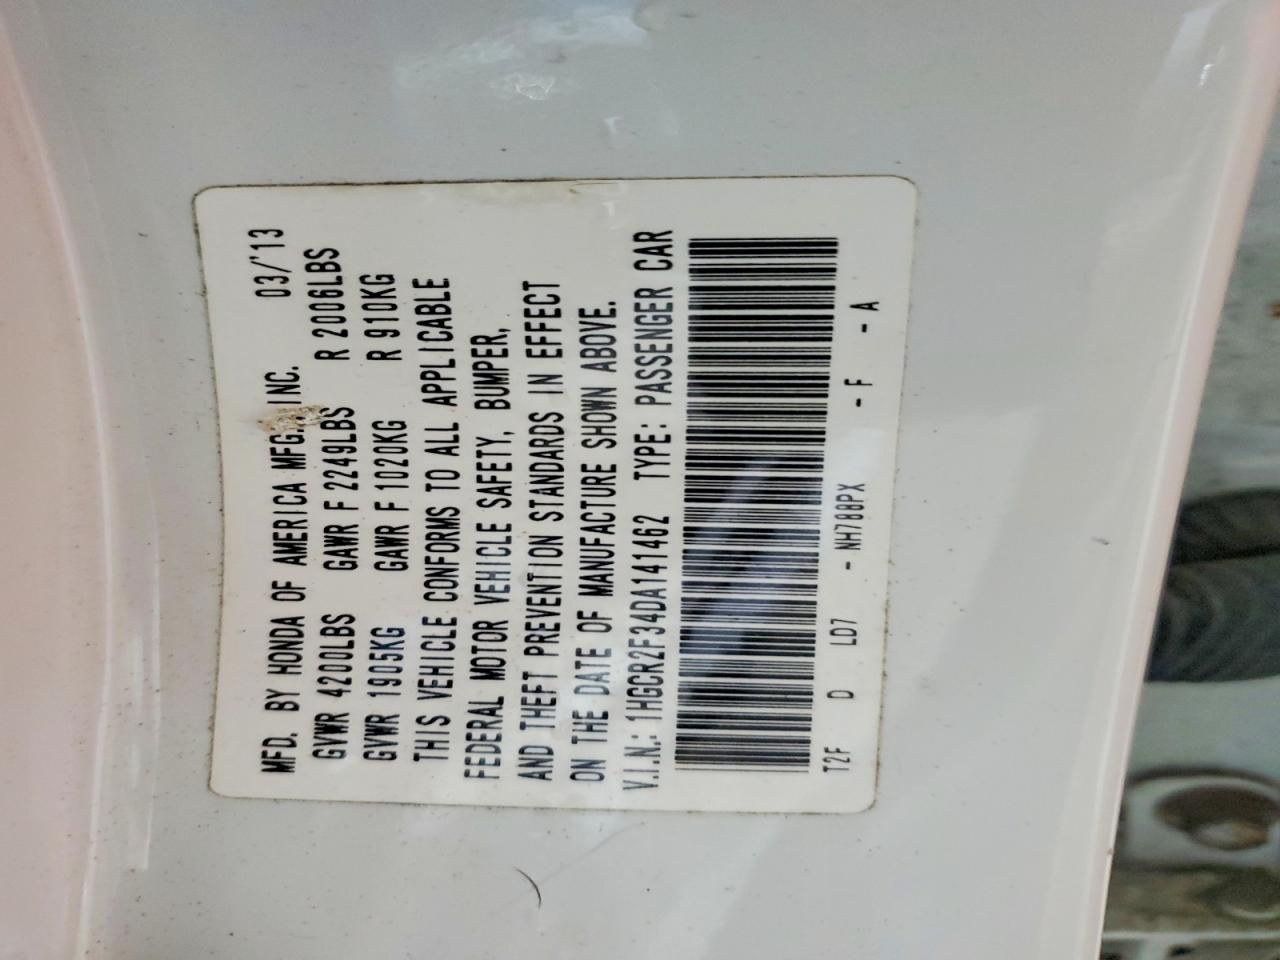 MFD. BY HONDA OF AMERICA MFG., INC. 03/'13
GVWR 4200LBS GAWR F 2249LBS R 2006LBS
GVWR 1905KG GAWR F 1020KG R 910KG
THIS VEHICLE CONFORMS TO ALL APPLICABLE
FEDERAL MOTOR VEHICLE SAFETY, BUMPER,
AND THEFT PREVENTION STANDARDS IN EFFECT
ON THE DATE OF MANUFACTURE SHOWN ABOVE.
V.I.N.: 1HGCR2F34DA141462 TYPE: PASSENGER CAR
T2F D LD7 - NH788PX - F - A